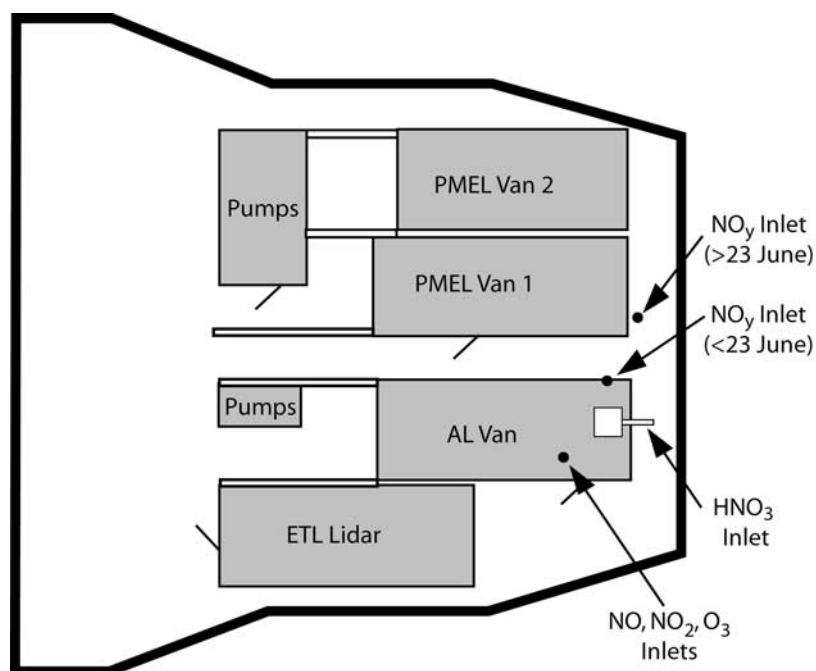 PMEL Van 2
Pumps
NOy Inlet
(>23 June)
PMEL Van 1
NOy Inlet
(<23 June)
Pumps
AL Van
HNO3
Inlet
ETL Lidar
NO, NO2, O3
Inlets